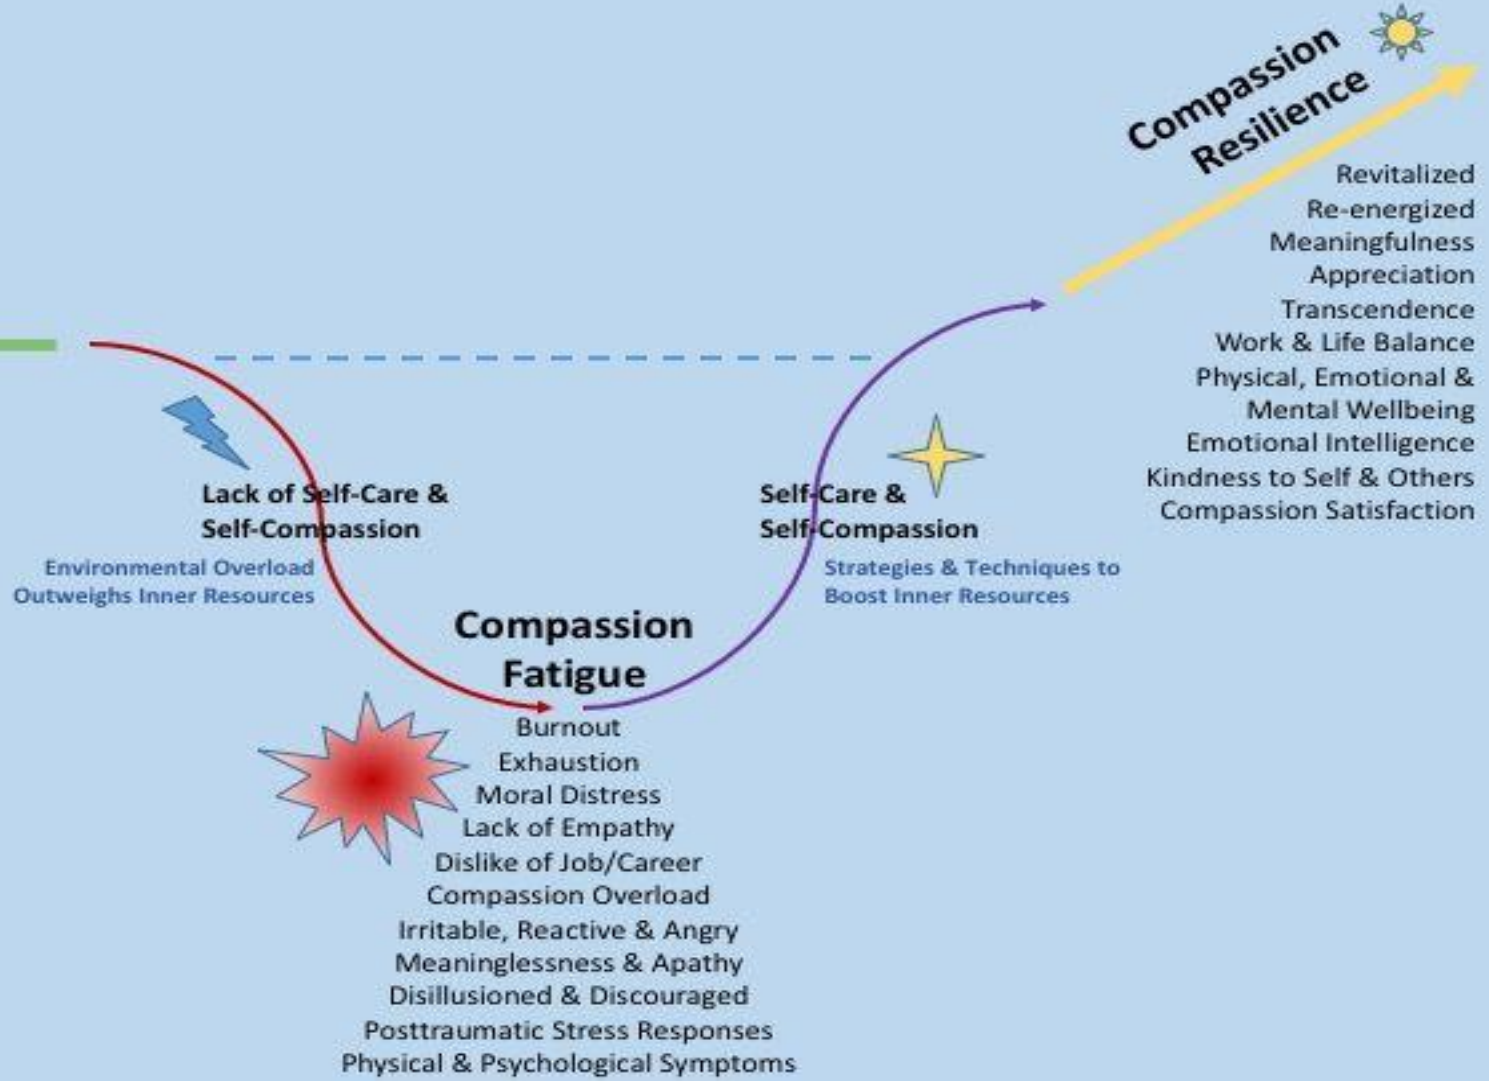 Compassion
Resilience
Revitalized
Re-energized
Meaningfulness
Appreciation
Transcendence
Work & Life Balance
Physical, Emotional &
Mental Wellbeing
Emotional Intelligence
Kindness to Self & Others
Compassion Satisfaction
Lack of Self-Care &
Self-Compassion
Environmental Overload
Outweighs Inner Resources
Self-Care &
Self-Compassion
Strategies & Techniques to
Boost Inner Resources
Compassion
Fatigue
Burnout
Exhaustion
Moral Distress
Lack of Empathy
Dislike of Job/Career
Compassion Overload
Irritable, Reactive & Angry
Meaninglessness & Apathy
Disillusioned & Discouraged
Posttraumatic Stress Responses
Physical & Psychological Symptoms